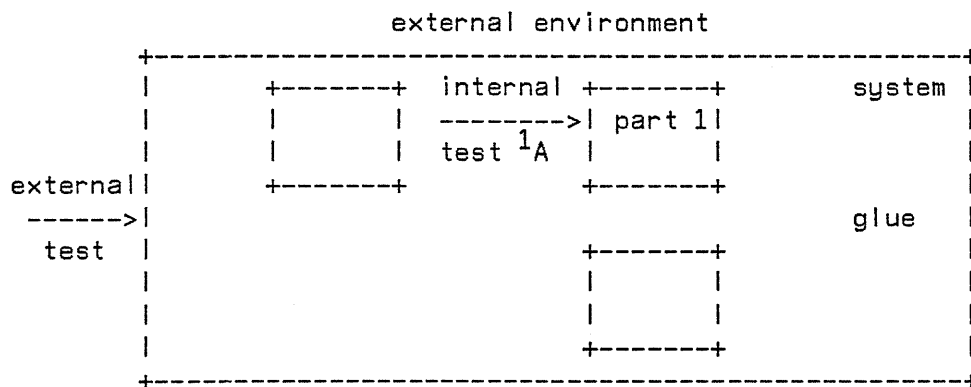 external environment
+---------------------------------------------------+
| +-------+ internal +-------+ system |
| | | -------->| part 1| |
| | | test 1A | | |
external| +-------+ +-------+ |
------>| glue |
test | +-------+ |
| | | |
| | | |
| +-------+ |
+---------------------------------------------------+